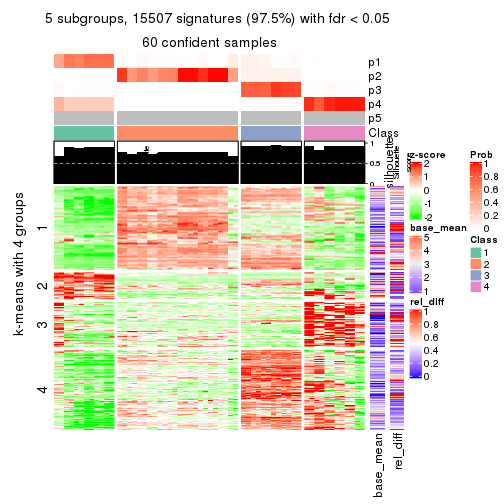 5 subgroups, 15507 signatures (97.5%) with fdr < 0.05
60 confident samples
p1
p2
p3
p4
p5
Class
1
0.5
0
silhouette
Silhouette
score
k-means with 4 groups
1
2
3
4
base_mean
rel_diff
z-score
2
1
0
-1
-2
base_mean
5
4
3
2
1
rel_diff
1
0.8
0.6
0.4
0.2
0
Prob
1
0.8
0.6
0.4
0.2
0
Class
1
2
3
4